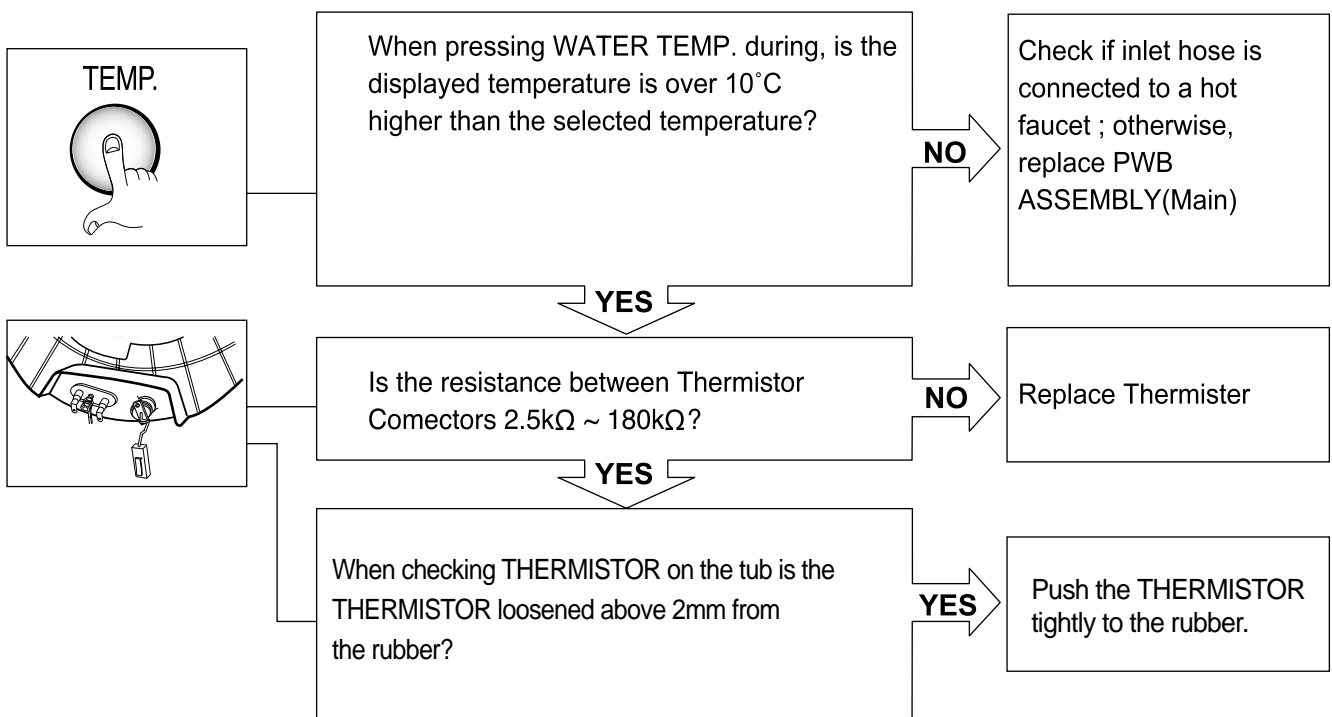 TEMP.
When pressing WATER TEMP. during, is the
displayed temperature is over 10˚C
higher than the selected temperature?
NO
Check if inlet hose is
connected to a hot
faucet ; otherwise,
replace PWB
ASSEMBLY(Main)
YES
Is the resistance between Thermistor
Comectors 2.5kΩ ~ 180kΩ?
NO
Replace Thermister
YES
When checking THERMISTOR on the tub is the
THERMISTOR loosened above 2mm from
the rubber?
YES
Push the THERMISTOR
tightly to the rubber.